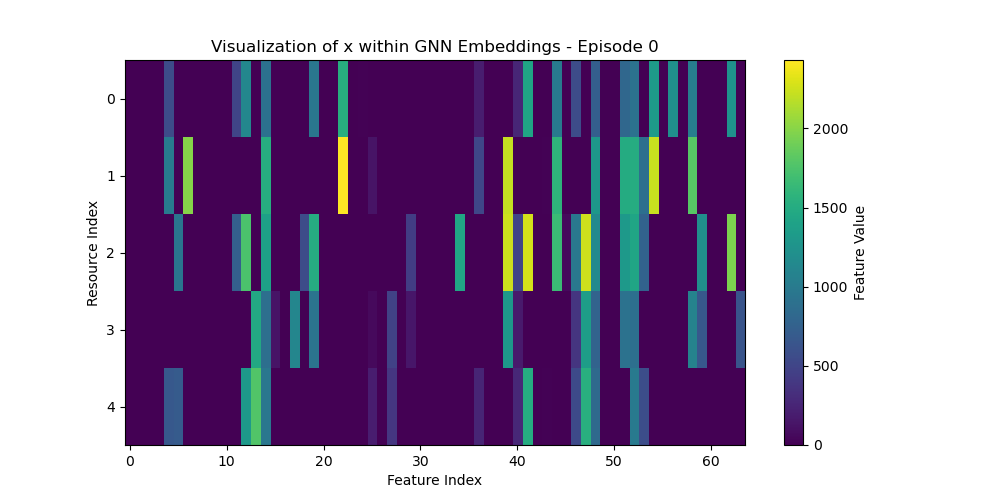 Visualization of x within GNN Embeddings - Episode 0
Resource Index
0
1
2
3
4
0 10 20 30 40 50 60
Feature Index
2000
1500
1000
500
0
Feature Value